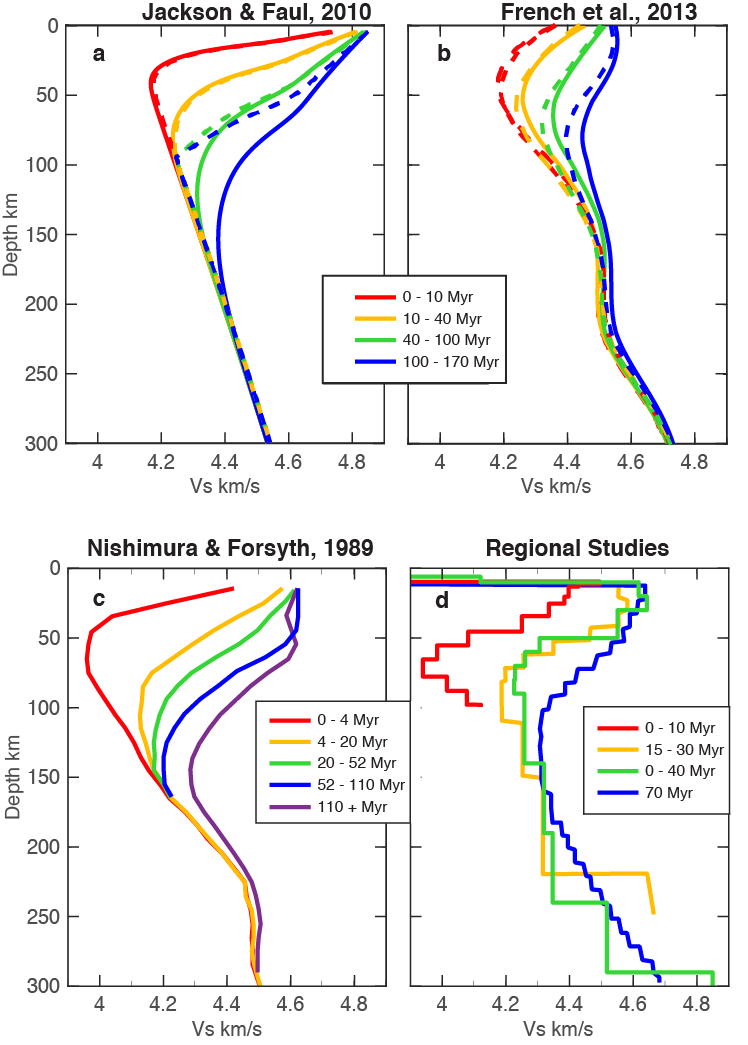 Jackson & Faul, 2010
French et al., 2013
a
b
0
50
100
150
200
250
300
Depth km
4
4.2
4.4
4.6
4.8
Vs km/s
4
4.2
4.4
4.6
4.8
Vs km/s
0 - 10 Myr
10 - 40 Myr
40 - 100 Myr
100 - 170 Myr
Nishimura & Forsyth, 1989
Regional Studies
c
d
0
50
100
150
200
250
300
Depth km
0 - 4 Myr
4 - 20 Myr
20 - 52 Myr
52 - 110 Myr
110 + Myr
0 - 10 Myr
15 - 30 Myr
0 - 40 Myr
70 Myr
4
4.2
4.4
4.6
4.8
Vs km/s
4
4.2
4.4
4.6
4.8
Vs km/s